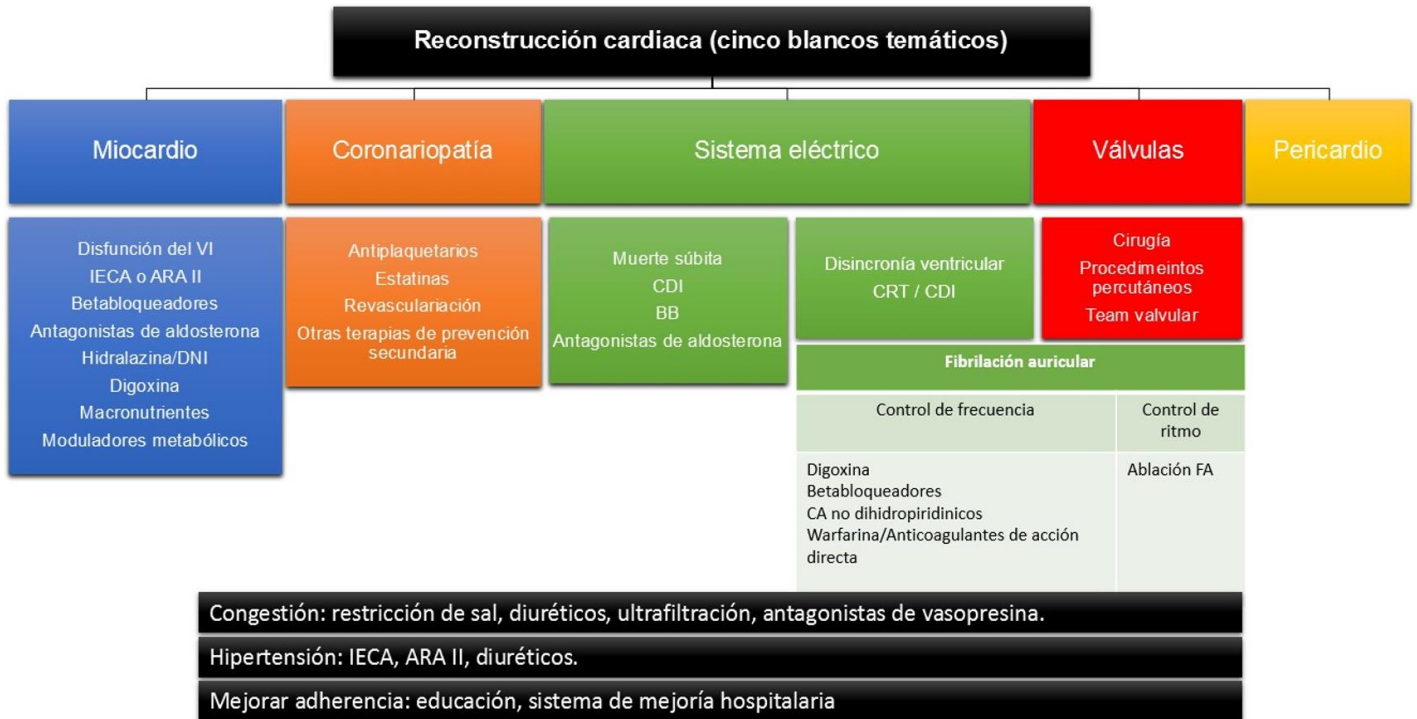 Reconstrucción cardiaca (cinco blancos temáticos)
Miocardio
Coronariopatía
Sistema eléctrico
Válvulas
Pericardio
Disfunción del VI
IECA o ARA II
Betabloqueadores
Antagonistas de aldosterona
Hidralazina/DNI
Digoxina
Macronutrientes
Moduladores metabólicos
Antiplaquetarios
Estatinas
Revasculariación
Otras terapias de prevención
secundaria
Muerte súbita
CDI
BB
Antagonistas de aldosterona
Disincronía ventricular
CRT / CDI
Cirugía
Procedimeintos
percutáneos
Team valvular
Fibrilación auricular
Control de frecuencia
Control de
ritmo
Digoxina
Betabloqueadores
CA no dihidropiridinicos
Warfarina/Anticoagulantes de acción
directa
Ablación FA
Congestión: restricción de sal, diuréticos, ultrafiltración, antagonistas de vasopresina.
Hipertensión: IECA, ARA II, diuréticos.
Mejorar adherencia: educación, sistema de mejoría hospitalaria